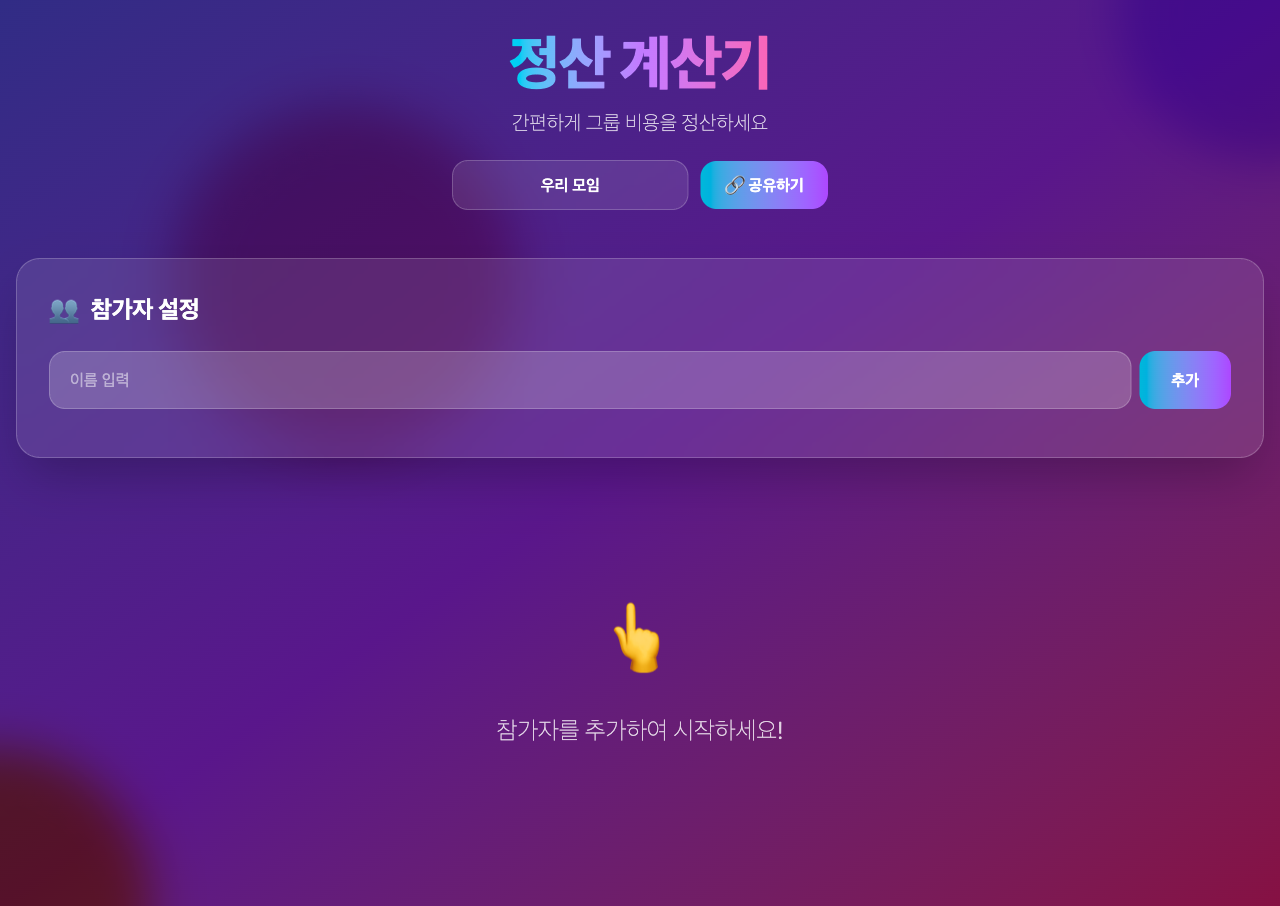 정산 계산기
간편하게 그룹 비용을 정산하세요
우리 모임
🔗 공유하기
👥 참가자 설정
이름 입력
추가
참가자를 추가하여 시작하세요!